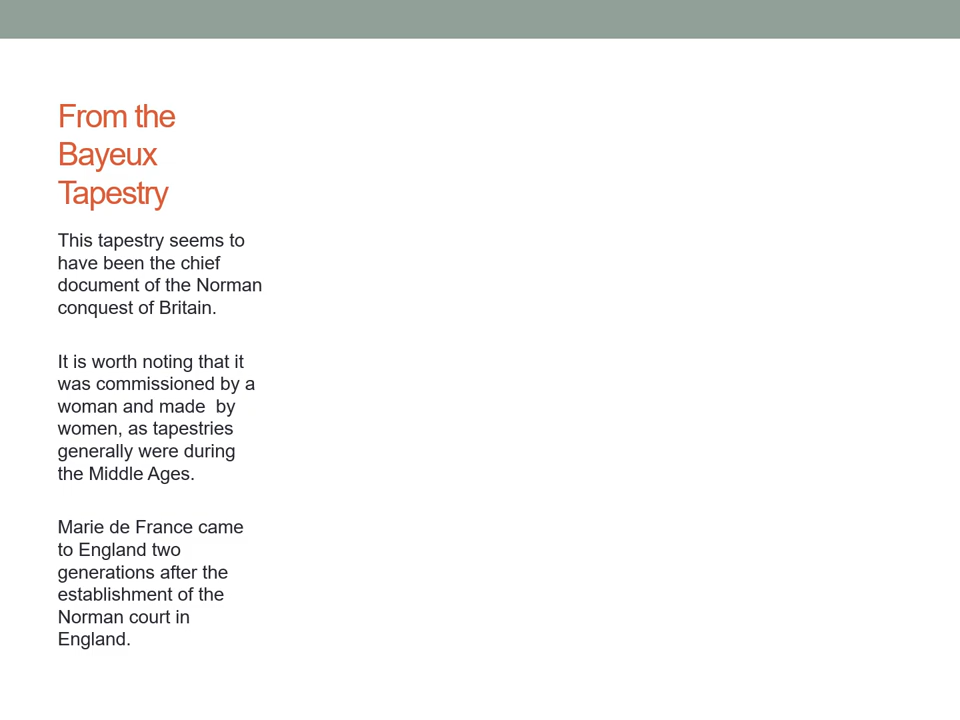 From the
Bayeux
Tapestry
This tapestry seems to
have been the chief
document of the Norman
conquest of Britain.
It is worth noting that it
was commissioned by a
woman and made  by
women, as tapestries
generally were during
the Middle Ages.
Marie de France came
to England two
generations after the
establishment of the
Norman court in
England.